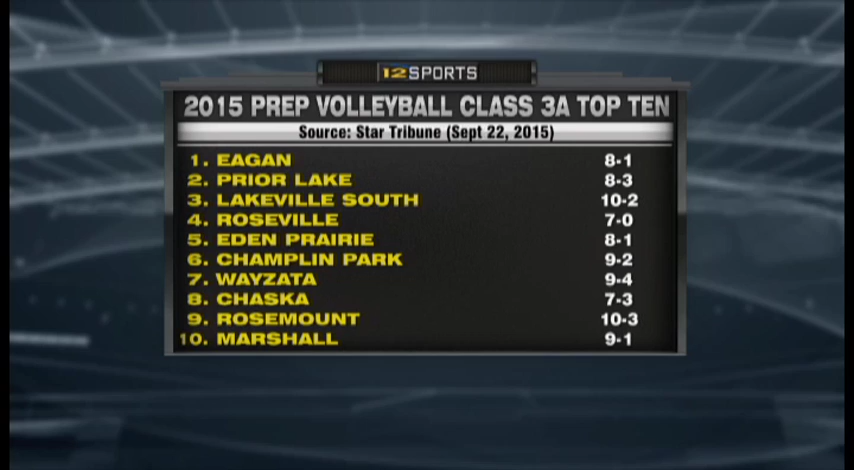 12SPORTS
2015 PREP VOLLEYBALL CLASS 3A TOP TEN
Source: Star Tribune (Sept 22, 2015)
1. EAGAN 8-1
2. PRIOR LAKE 8-3
3. LAKEVILLE SOUTH 10-2
4. ROSEVILLE 7-0
5. EDEN PRAIRIE 8-1
6. CHAMPLIN PARK 9-2
7. WAYZATA 9-4
8. CHASKA 7-3
9. ROSEMOUNT 10-3
10. MARSHALL 9-1